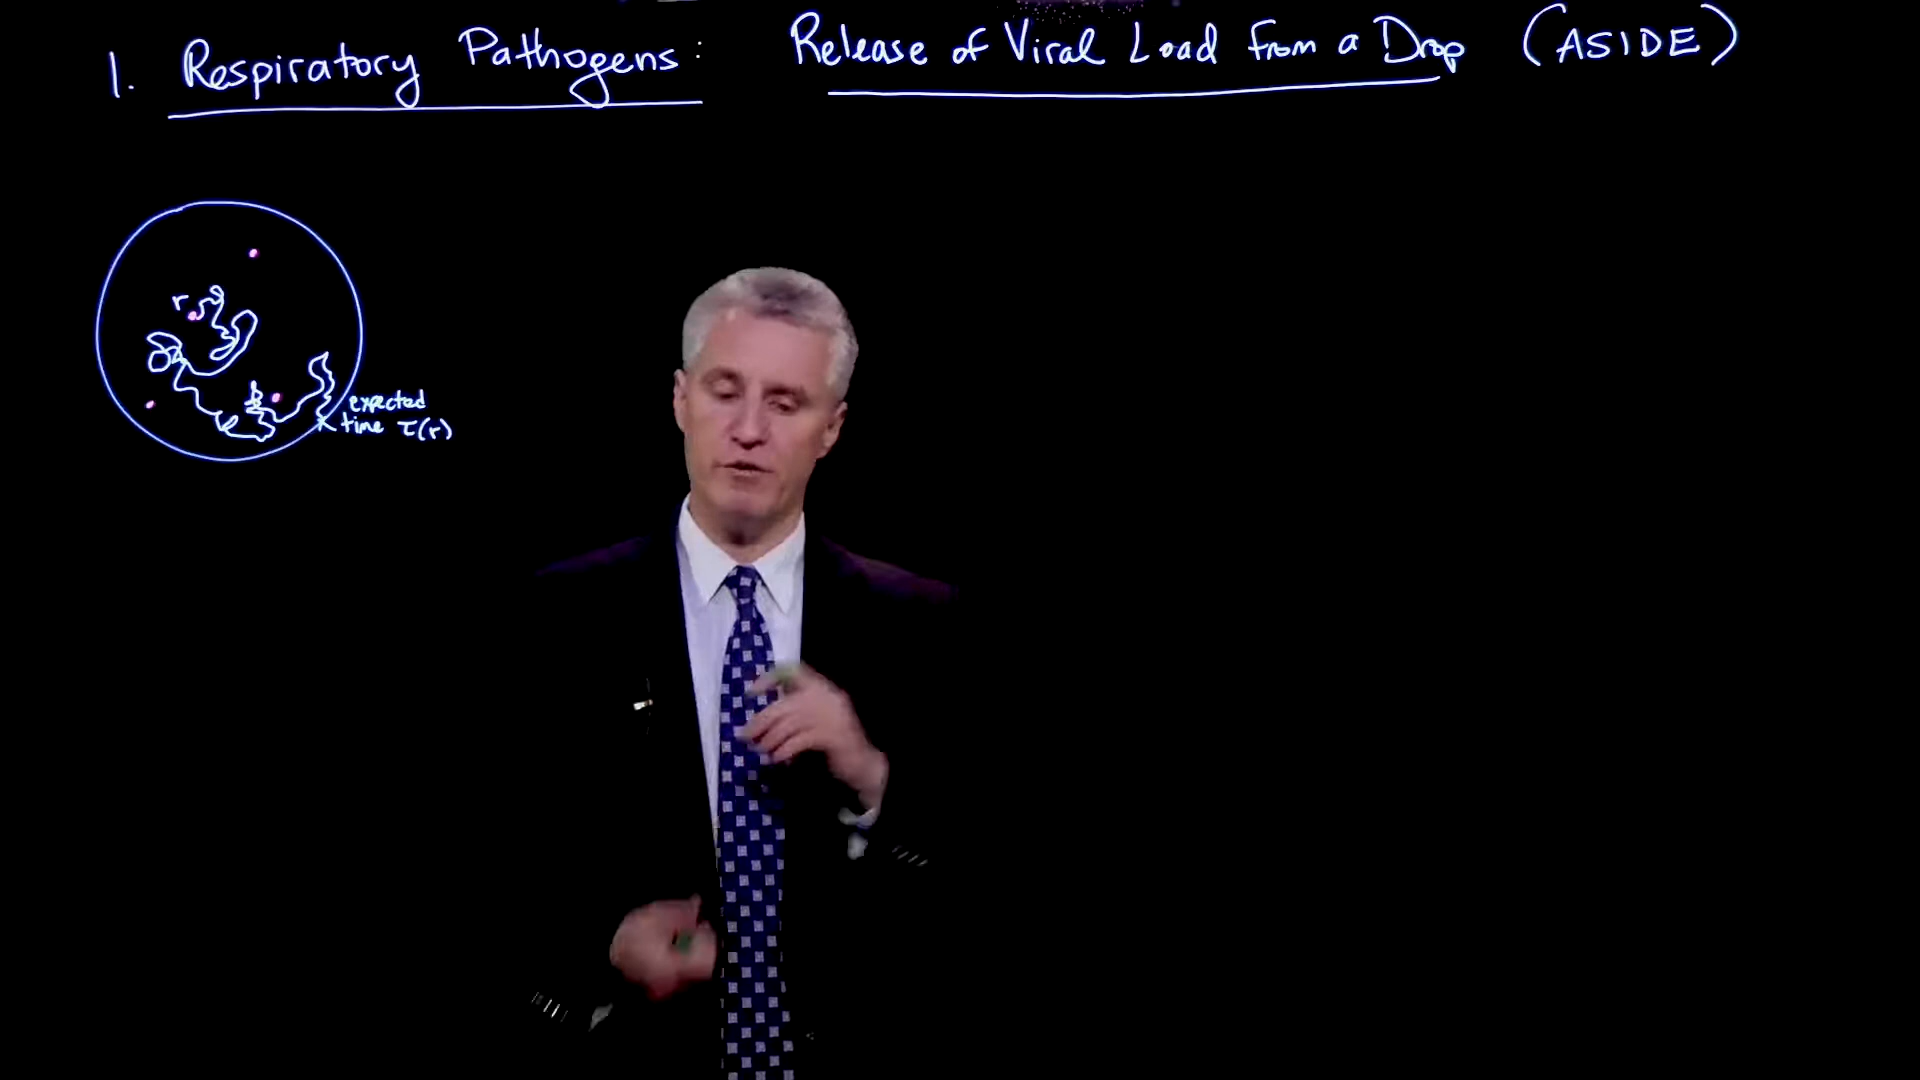 1. Respiratory Pathogens: Release of Viral Load from a Drop (ASIDE)
r
expected
time τ(r)